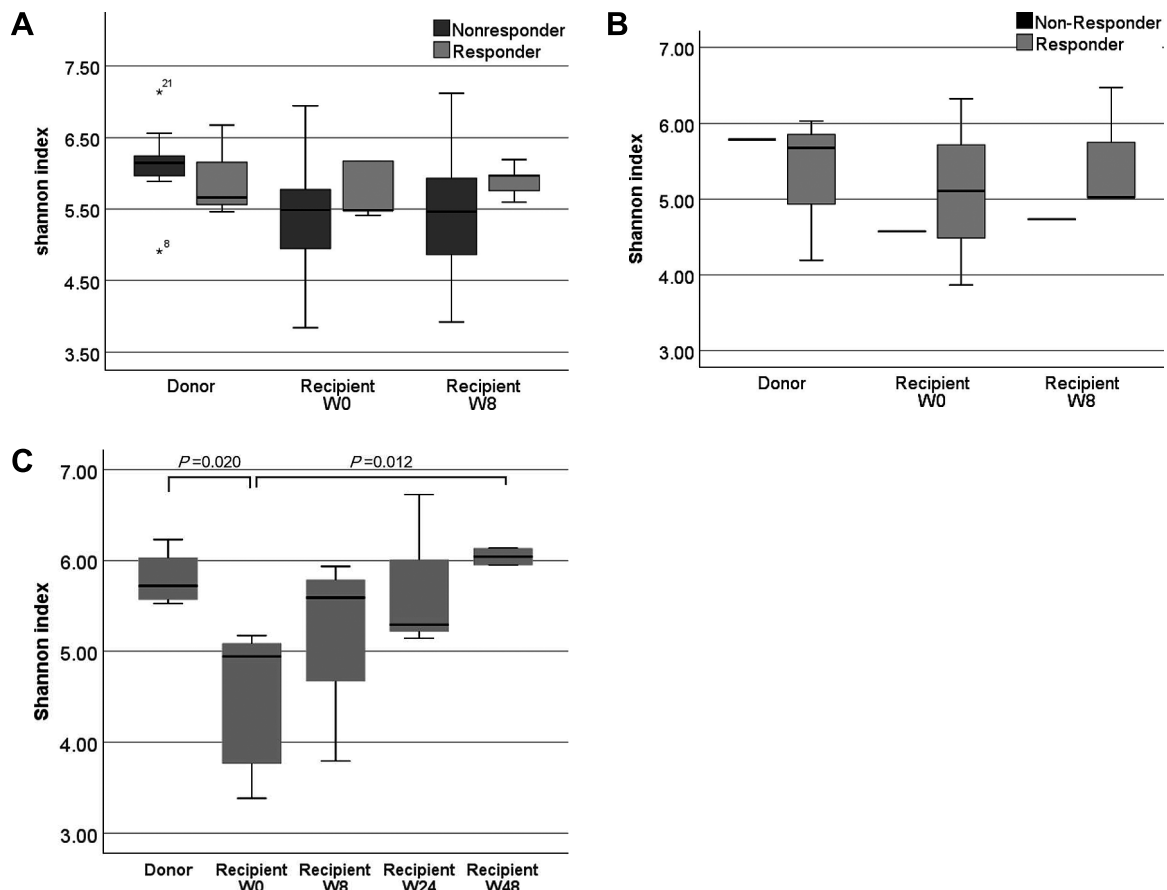 A
Nonresponder
Responder
shannon index
7.50
6.50
5.50
4.50
3.50
*21
*8
Donor
Recipient W0
Recipient W8
B
Non-Responder
Responder
Shannon index
7.00
6.00
5.00
4.00
3.00
Donor
Recipient W0
Recipient W8
C
P=0.020
P=0.012
Shannon index
7.00
6.00
5.00
4.00
3.00
Donor
Recipient W0
Recipient W8
Recipient W24
Recipient W48